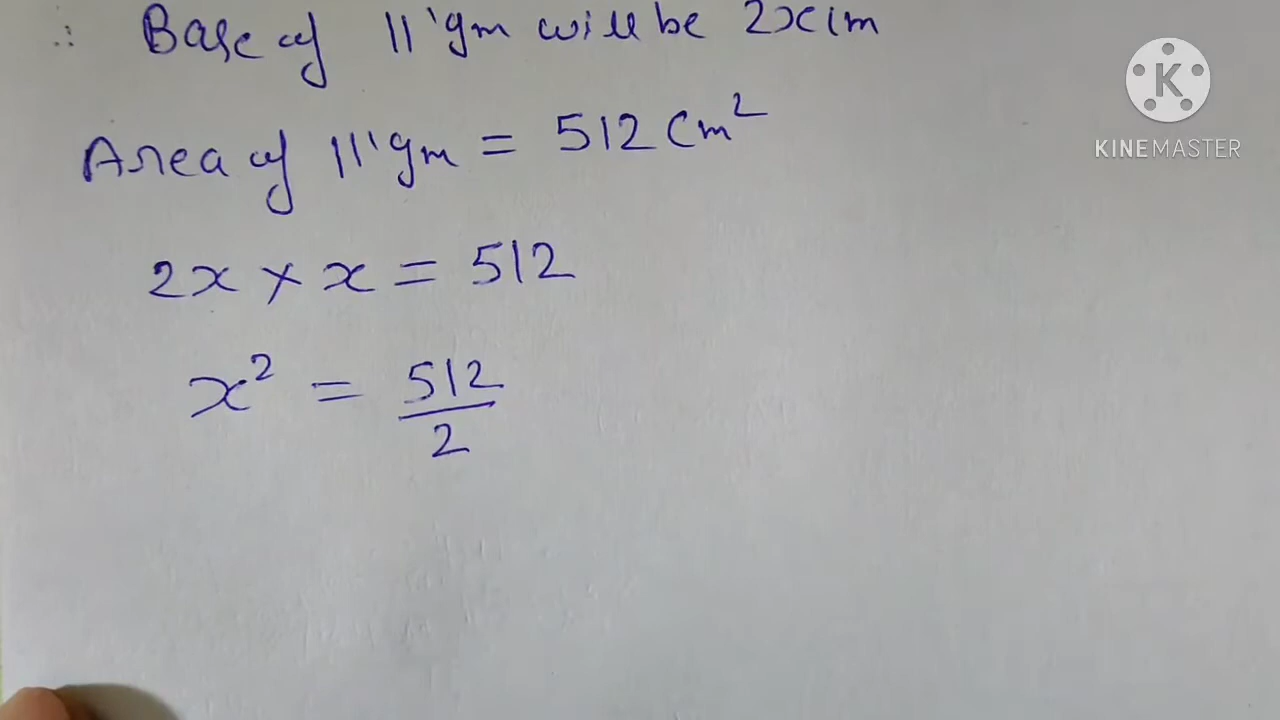 ∴ Base of ||'gm will be 2x cm
Area of ||'gm = 512 cm²
2x × x = 512
x² = 512/2
K
KINEMASTER